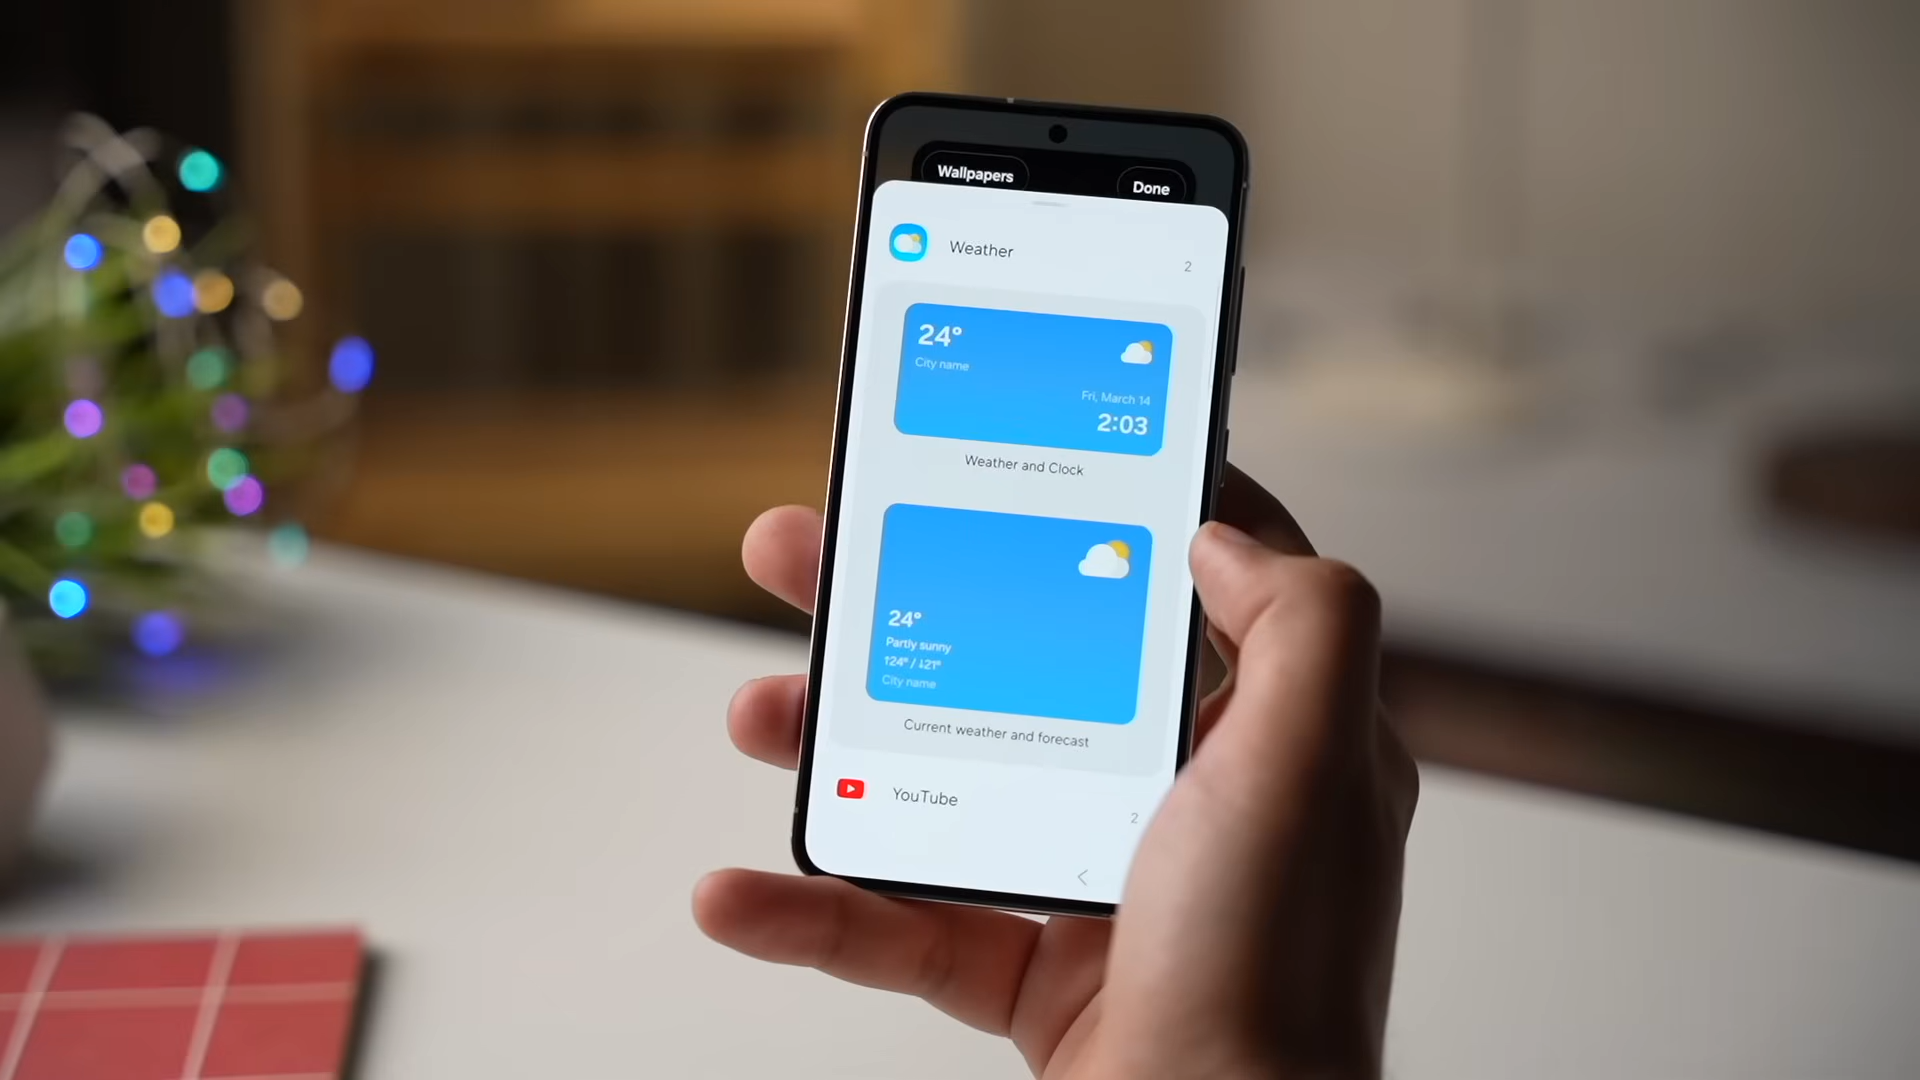 Wallpapers
Done
Weather
2
24°
City name
Fri, March 14
2:03
Weather and Clock
24°
Partly sunny
↑24° / ↓21°
City name
Current weather and forecast
YouTube
2